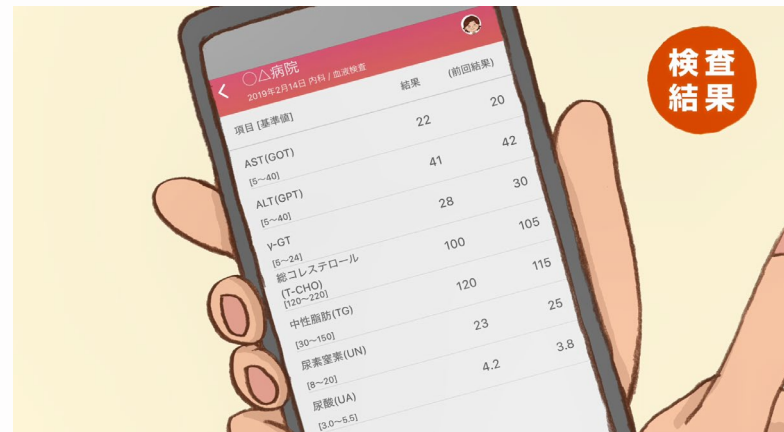 検査
結果
〇△病院
2019年2月14日 内科 / 血液検査
項目 [基準値] 結果 (前回結果)
AST(GOT) 22 20
[5～40]
ALT(GPT) 41 42
[5～40]
γ-GT 28 30
[6～24]
総コレステロール 100 105
(T-CHO)
[120～220]
中性脂肪(TG) 120 115
[30～150]
尿素窒素(UN) 23 25
[8～20]
尿酸(UA) 4.2 3.8
[3.0～5.5]